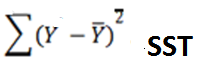 ∑(Y − Ȳ)² SST